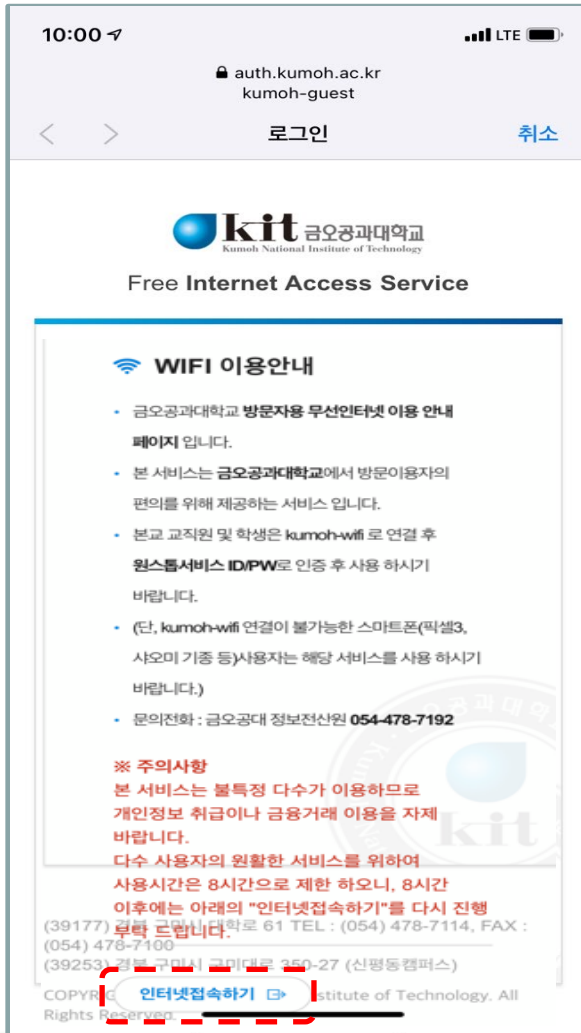 10:00
LTE
auth.kumoh.ac.kr
kumoh-guest
로그인
취소
kit 금오공과대학교
Kumoh National Institute of Technology
Free Internet Access Service
WIFI 이용안내
• 금오공과대학교 방문자용 무선인터넷 이용 안내
페이지 입니다.
• 본 서비스는 금오공과대학교에서 방문이용자의
편의를 위해 제공하는 서비스 입니다.
• 본교 교직원 및 학생은 kumoh-wifi 로 연결 후
원스톱서비스 ID/PW로 인증 후 사용 하시기
바랍니다.
• (단, kumoh-wifi 연결이 불가능한 스마트폰(픽셀3,
샤오미 기종 등)사용자는 해당 서비스를 사용 하시기
바랍니다.)
• 문의전화 : 금오공대 정보전산원 054-478-7192
※ 주의사항
본 서비스는 불특정 다수가 이용하므로
개인정보 취급이나 금융거래 이용을 자제
바랍니다.
다수 사용자의 원활한 서비스를 위하여
사용시간은 8시간으로 제한 하오니, 8시간
이후에는 아래의 "인터넷접속하기"를 다시 진행
부탁 드립니다.
(39177) 경북 구미시 대학로 61 TEL : (054) 478-7114, FAX :
(054) 478-7100
(39253) 경북 구미시 구미대로 350-27 (신평동캠퍼스)
인터넷접속하기
of Technology. All
Rights Reserved.
kit